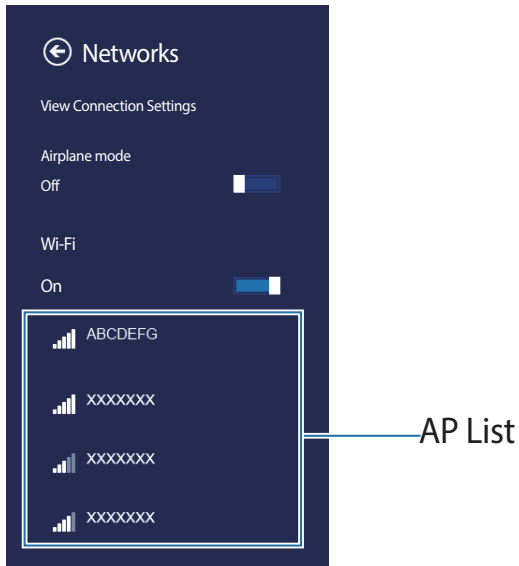 Networks
View Connection Settings
Airplane mode
Off
Wi-Fi
On
ABCDEFG
XXXXXXX
XXXXXXX
XXXXXXX
AP List